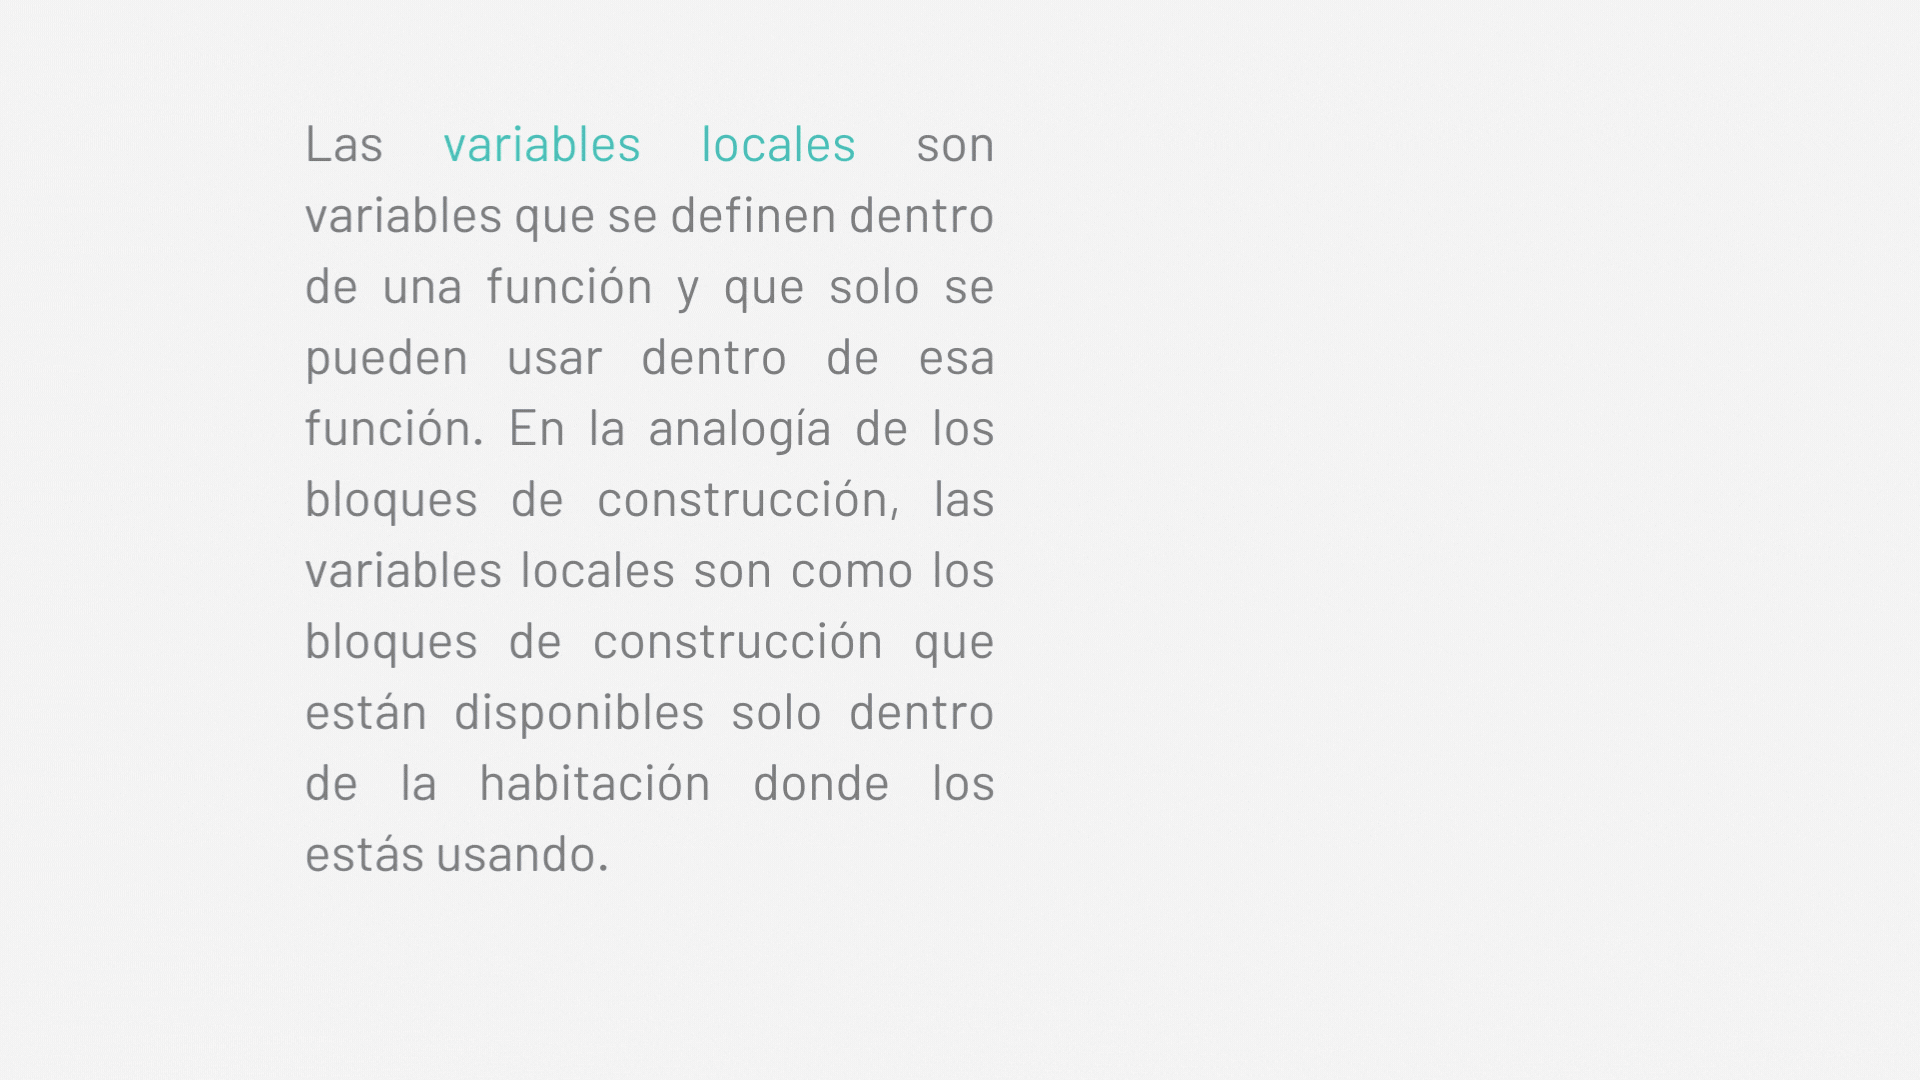 Las variables locales son
variables que se definen dentro
de una función y que solo se
pueden usar dentro de esa
función. En la analogía de los
bloques de construcción, las
variables locales son como los
bloques de construcción que
están disponibles solo dentro
de la habitación donde los
estás usando.